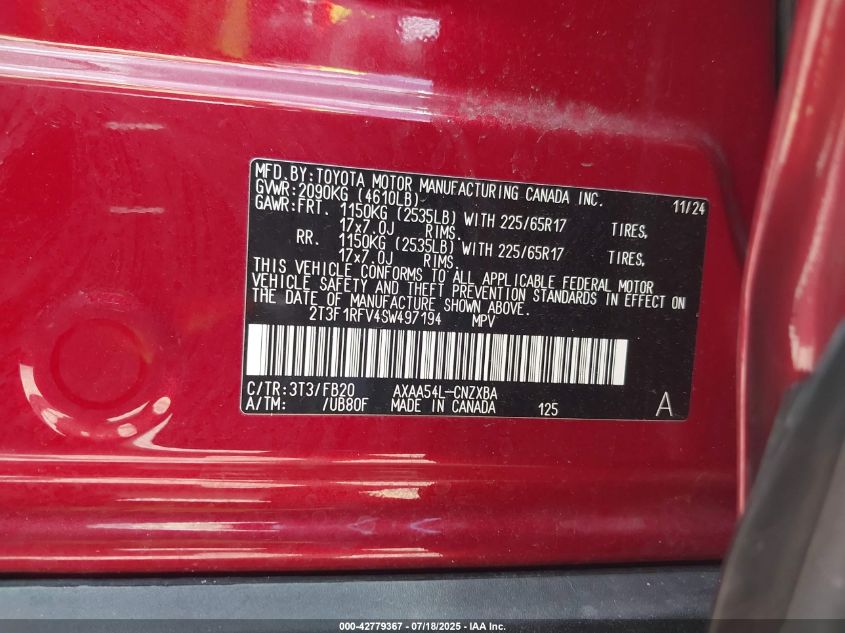 MFD.BY:TOYOTA MOTOR MANUFACTURING CANADA INC. 11/24
GVWR:2090KG (4610LB)
GAWR:FRT. 1150KG (2535LB) WITH 225/65R17 TIRES,
17x7.0J RIMS.
RR. 1150KG (2535LB) WITH 225/65R17 TIRES,
17x7.0J RIMS.
THIS VEHICLE CONFORMS TO ALL APPLICABLE FEDERAL MOTOR
VEHICLE SAFETY AND THEFT PREVENTION STANDARDS IN EFFECT ON
THE DATE OF MANUFACTURE SHOWN ABOVE.
2T3F1RFV4SW497194 MPV
C/TR:3T3/FB20 AXAA54L-CNZXBA
A/TM: /UB80F MADE IN CANADA 125 A
000-42779367 / 07/18/2025 - IAA Inc.